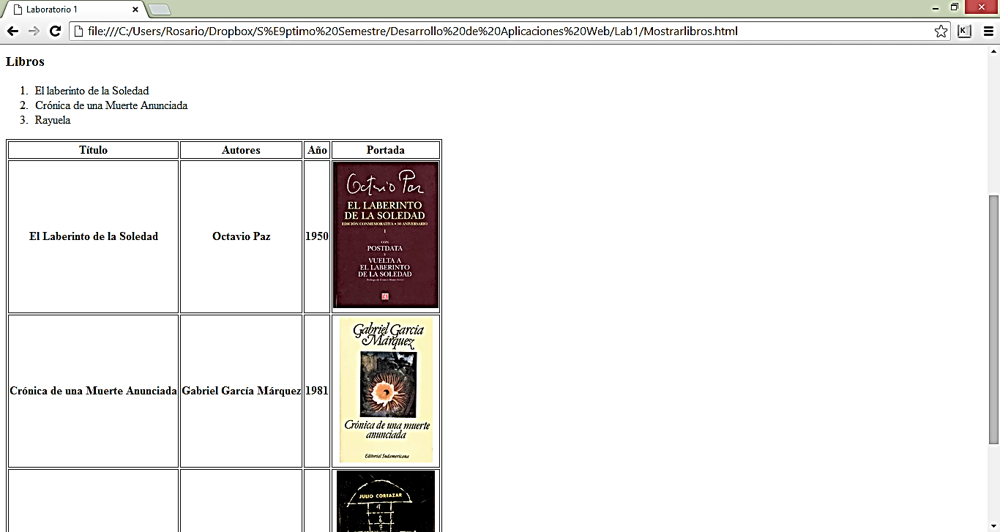 Laboratorio 1
file:///C:/Users/Rosario/Dropbox/S%E9ptimo%20Semestre/Desarrollo%20de%20Aplicaciones%20Web/Lab1/Mostrarlibros.html
Libros
1. El laberinto de la Soledad
2. Crónica de una Muerte Anunciada
3. Rayuela
Título Autores Año Portada
El Laberinto de la Soledad Octavio Paz 1950
Octavio Paz
EL LABERINTO
DE LA SOLEDAD
EDICIÓN CONMEMORATIVA • 50 ANIVERSARIO
I
CON
POSTDATA
Y
VUELTA A
EL LABERINTO
DE LA SOLEDAD
Crónica de una Muerte Anunciada Gabriel García Márquez 1981
Gabriel García
Márquez
Crónica de una muerte
anunciada
Editorial Sudamericana
JULIO CORTAZAR
9
8
7